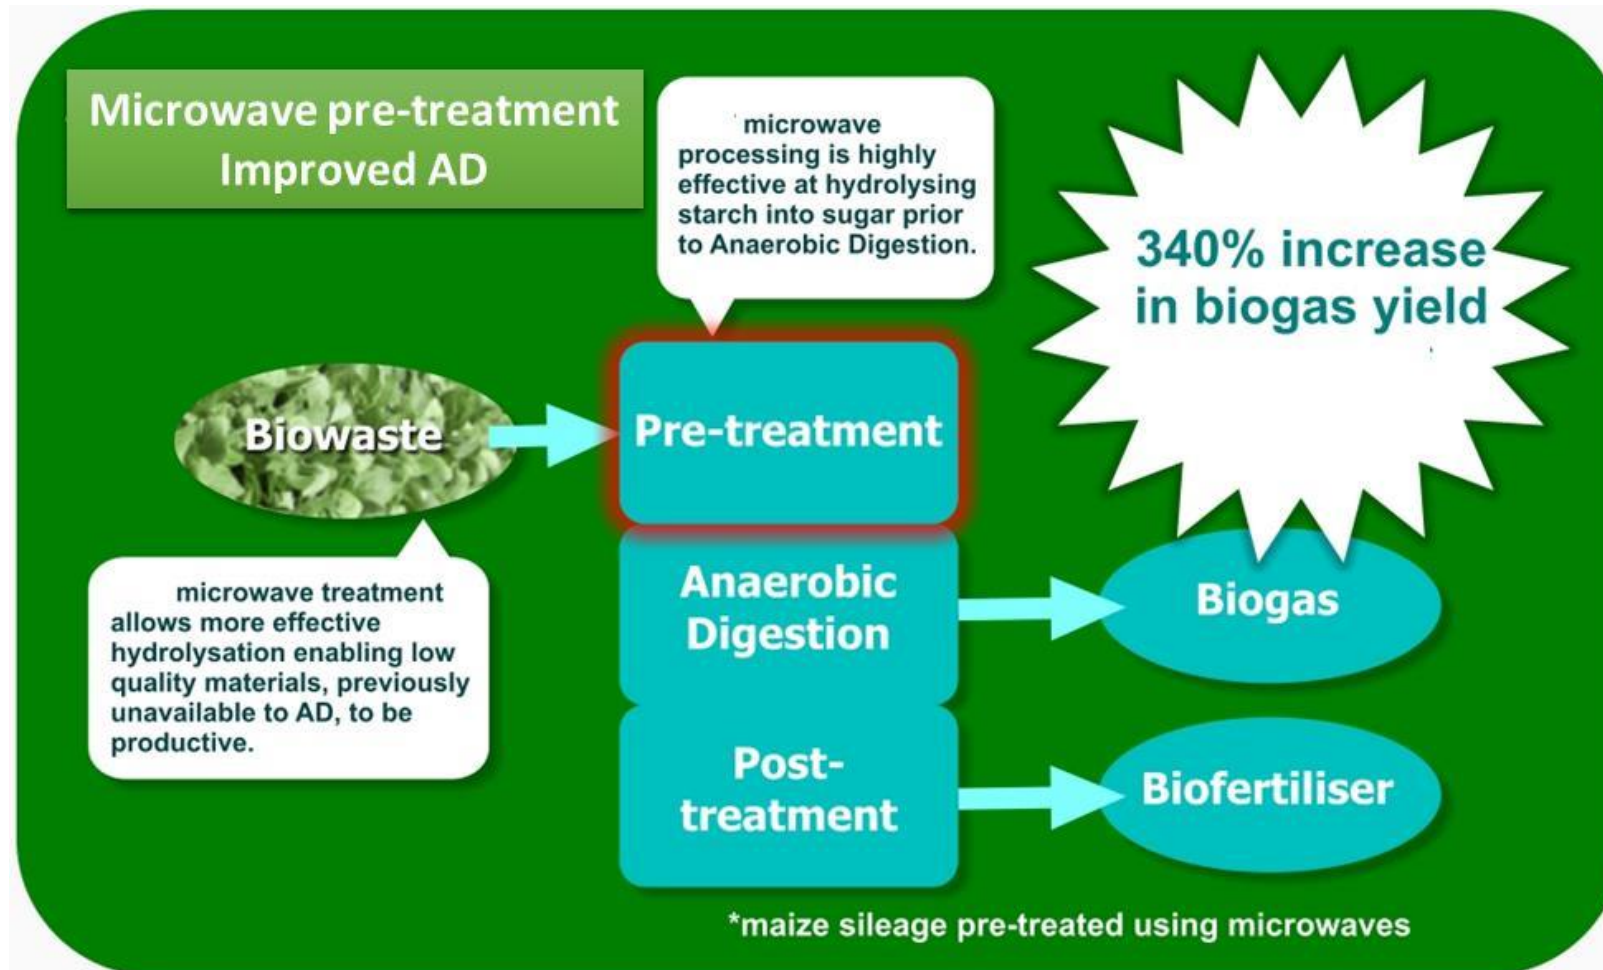 Microwave pre-treatment
Improved AD
microwave
processing is highly
effective at hydrolysing
starch into sugar prior
to Anaerobic Digestion.
340% increase
in biogas yield
Biowaste
Pre-treatment
microwave treatment
allows more effective
hydrolysation enabling low
quality materials, previously
unavailable to AD, to be
productive.
Anaerobic
Digestion
Biogas
Post-
treatment
Biofertiliser
*maize sileage pre-treated using microwaves